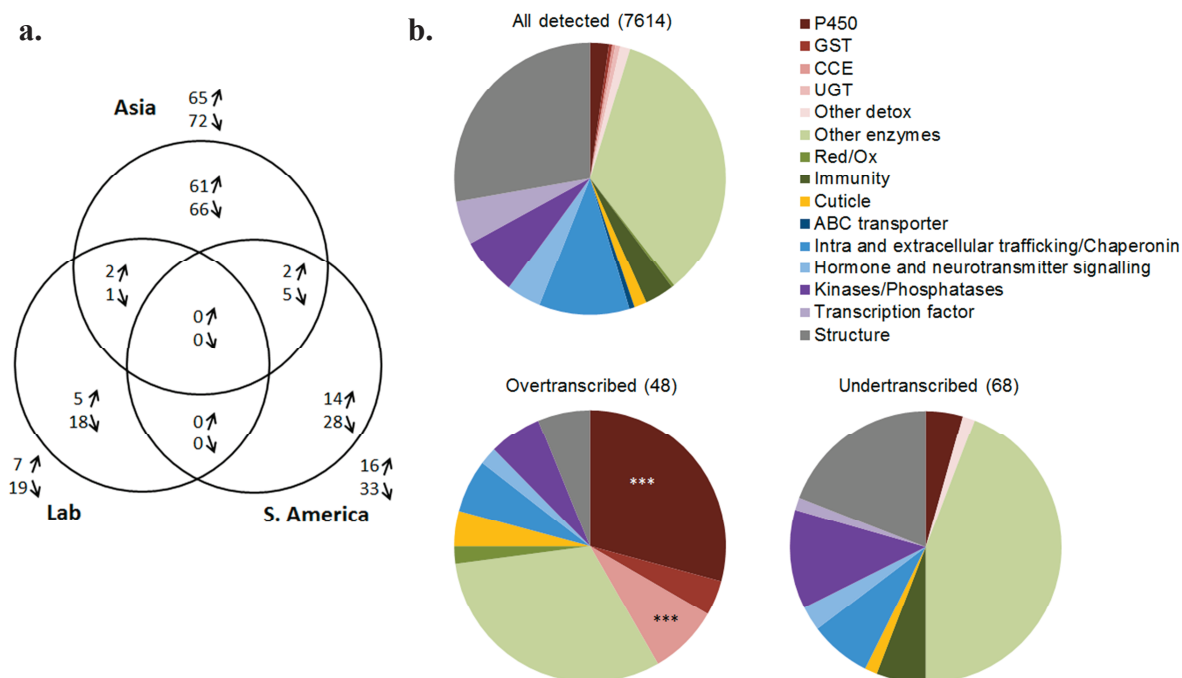 a.
Asia
65↗
72↘
61↗
66↘
2↗
1↘
2↗
5↘
0↗
0↘
5↗
18↘
0↗
0↘
14↗
28↘
7↗
19↘
16↗
33↘
Lab
S. America
b.
All detected (7614)
P450
GST
CCE
UGT
Other detox
Other enzymes
Red/Ox
Immunity
Cuticle
ABC transporter
Intra and extracellular trafficking/Chaperonin
Hormone and neurotransmitter signalling
Kinases/Phosphatases
Transcription factor
Structure
Overtranscribed (48)
***
***
Undertranscribed (68)